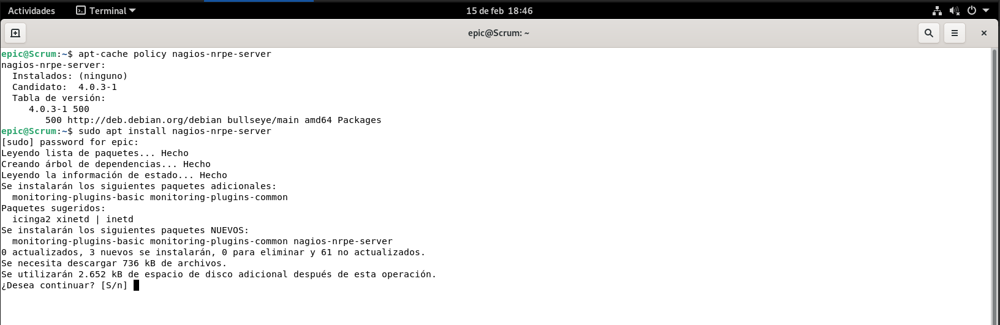 Actividades Terminal 15 de feb 18:46
epic@Scrum: ~
epic@Scrum:~$ apt-cache policy nagios-nrpe-server
nagios-nrpe-server:
  Instalados: (ninguno)
  Candidato:  4.0.3-1
  Tabla de versión:
     4.0.3-1 500
        500 http://deb.debian.org/debian bullseye/main amd64 Packages
epic@Scrum:~$ sudo apt install nagios-nrpe-server
[sudo] password for epic:
Leyendo lista de paquetes... Hecho
Creando árbol de dependencias... Hecho
Leyendo la información de estado... Hecho
Se instalarán los siguientes paquetes adicionales:
  monitoring-plugins-basic monitoring-plugins-common
Paquetes sugeridos:
  icinga2 xinetd | inetd
Se instalarán los siguientes paquetes NUEVOS:
  monitoring-plugins-basic monitoring-plugins-common nagios-nrpe-server
0 actualizados, 3 nuevos se instalarán, 0 para eliminar y 61 no actualizados.
Se necesita descargar 736 kB de archivos.
Se utilizarán 2.652 kB de espacio de disco adicional después de esta operación.
¿Desea continuar? [S/n]